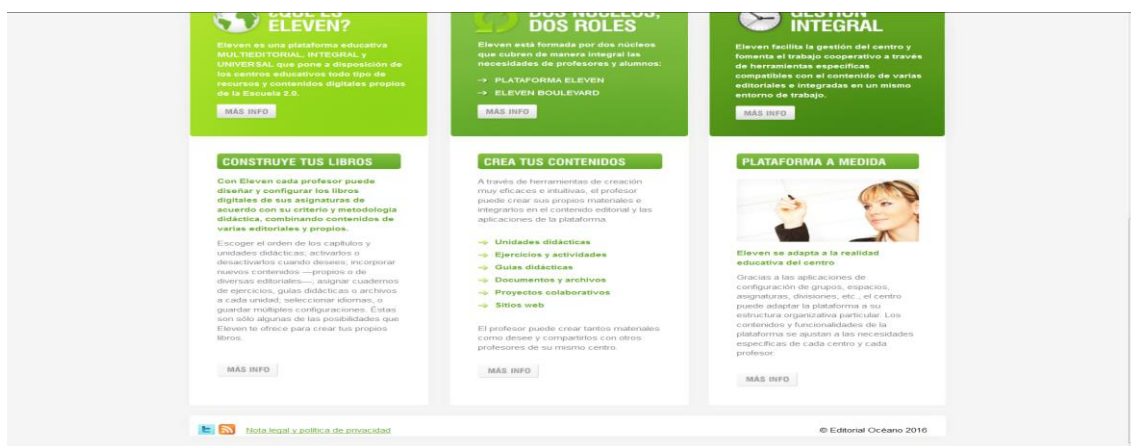 ¿QUÉ ES
ELEVEN?
Eleven es una plataforma educativa
MULTIEDITORIAL, INTEGRAL y
UNIVERSAL que pone a disposición de
los centros educativos todo tipo de
recursos y contenidos digitales propios
de la Escuela 2.0.
MÁS INFO
DOS NÚCLEOS,
DOS ROLES
Eleven está formada por dos núcleos
que cubren de manera integral las
necesidades de profesores y alumnos:
→ PLATAFORMA ELEVEN
→ ELEVEN BOULEVARD
MÁS INFO
GESTIÓN
INTEGRAL
Eleven facilita la gestión del centro y
fomenta el trabajo cooperativo a través
de herramientas específicas
compatibles con el contenido de varias
editoriales e integradas en un mismo
entorno de trabajo.
MÁS INFO
CONSTRUYE TUS LIBROS
Con Eleven cada profesor puede
diseñar y configurar los libros
digitales de sus asignaturas de
acuerdo con su criterio y metodología
didáctica, combinando contenidos de
varias editoriales y propios.
Escoger el orden de los capítulos y
unidades didácticas; activarlos o
desactivarlos cuando desees; incorporar
nuevos contenidos —propios o de
diversas editoriales—; asignar cuadernos
de ejercicios, guías didácticas o archivos
a cada unidad; seleccionar idiomas, o
guardar múltiples configuraciones. Éstas
son sólo algunas de las posibilidades que
Eleven te ofrece para crear tus propios
libros.
MÁS INFO
CREA TUS CONTENIDOS
A través de herramientas de creación
muy eficaces e intuitivas, el profesor
puede crear sus propios materiales e
integrarlos en el contenido editorial y las
aplicaciones de la plataforma.
→ Unidades didácticas
→ Ejercicios y actividades
→ Guías didácticas
→ Documentos y archivos
→ Proyectos colaborativos
→ Sitios web
El profesor puede crear tantos materiales
como desee y compartirlos con otros
profesores de su mismo centro.
MÁS INFO
PLATAFORMA A MEDIDA
Eleven se adapta a la realidad
educativa del centro
Gracias a las aplicaciones de
configuración de grupos, espacios,
asignaturas, divisiones, etc., el centro
puede adaptar la plataforma a su
estructura organizativa particular. Los
contenidos y funcionalidades de la
plataforma se ajustan a las necesidades
específicas de cada centro y cada
profesor.
MÁS INFO
Nota legal y política de privacidad
© Editorial Océano 2016